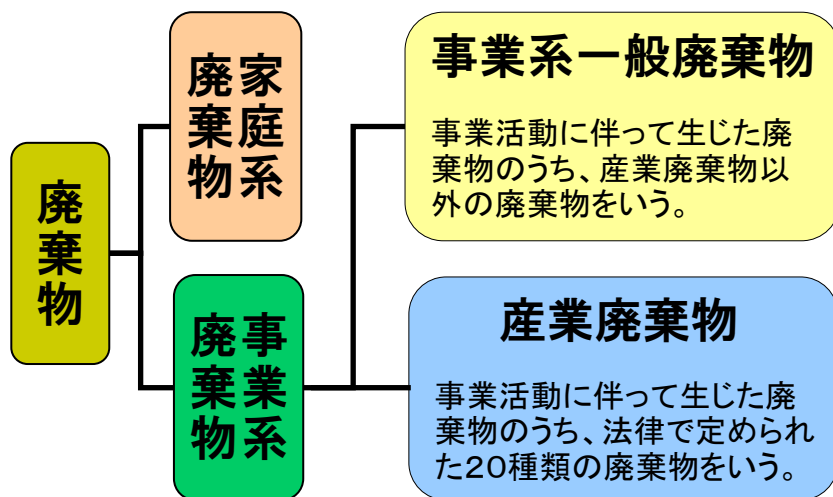 廃棄物
家庭系
廃棄物
事業系
廃棄物
事業系一般廃棄物
事業活動に伴って生じた廃
棄物のうち、産業廃棄物以
外の廃棄物をいう。
産業廃棄物
事業活動に伴って生じた廃
棄物のうち、法律で定められ
た20種類の廃棄物をいう。